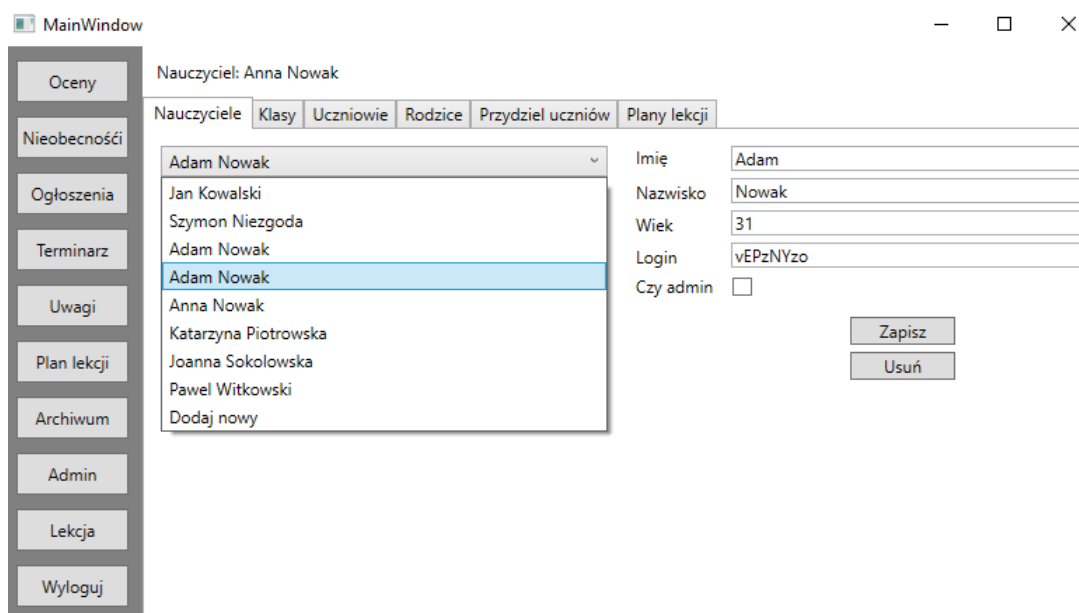 MainWindow
Oceny
Nieobecnośći
Ogłoszenia
Terminarz
Uwagi
Plan lekcji
Archiwum
Admin
Lekcja
Wyloguj
Nauczyciel: Anna Nowak
Nauczyciele Klasy Uczniowie Rodzice Przydziel uczniów Plany lekcji
Adam Nowak
Jan Kowalski
Szymon Niezgoda
Adam Nowak
Adam Nowak
Anna Nowak
Katarzyna Piotrowska
Joanna Sokolowska
Pawel Witkowski
Dodaj nowy
Imię Adam
Nazwisko Nowak
Wiek 31
Login vEPzNYzo
Czy admin
Zapisz
Usuń